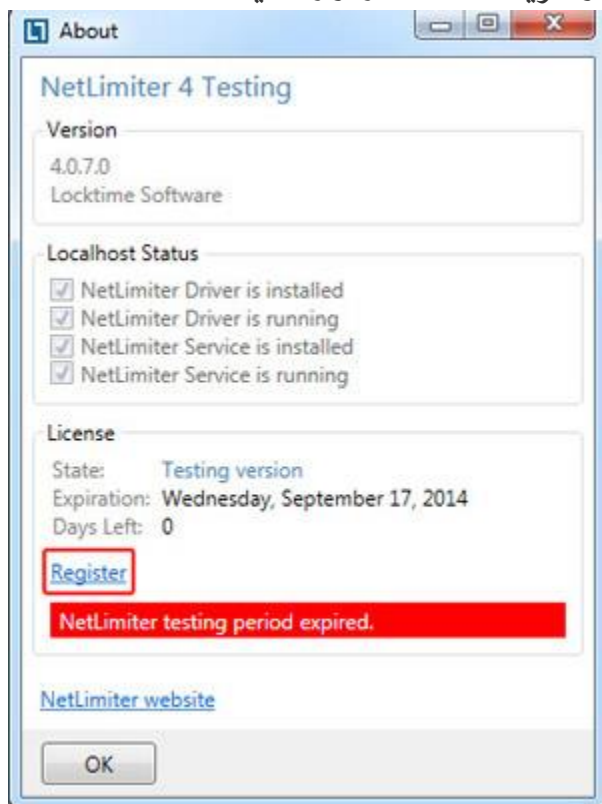 About
NetLimiter 4 Testing
Version
4.0.7.0
Locktime Software
Localhost Status
NetLimiter Driver is installed
NetLimiter Driver is running
NetLimiter Service is installed
NetLimiter Service is running
License
State: Testing version
Expiration: Wednesday, September 17, 2014
Days Left: 0
Register
NetLimiter testing period expired.
NetLimiter website
OK